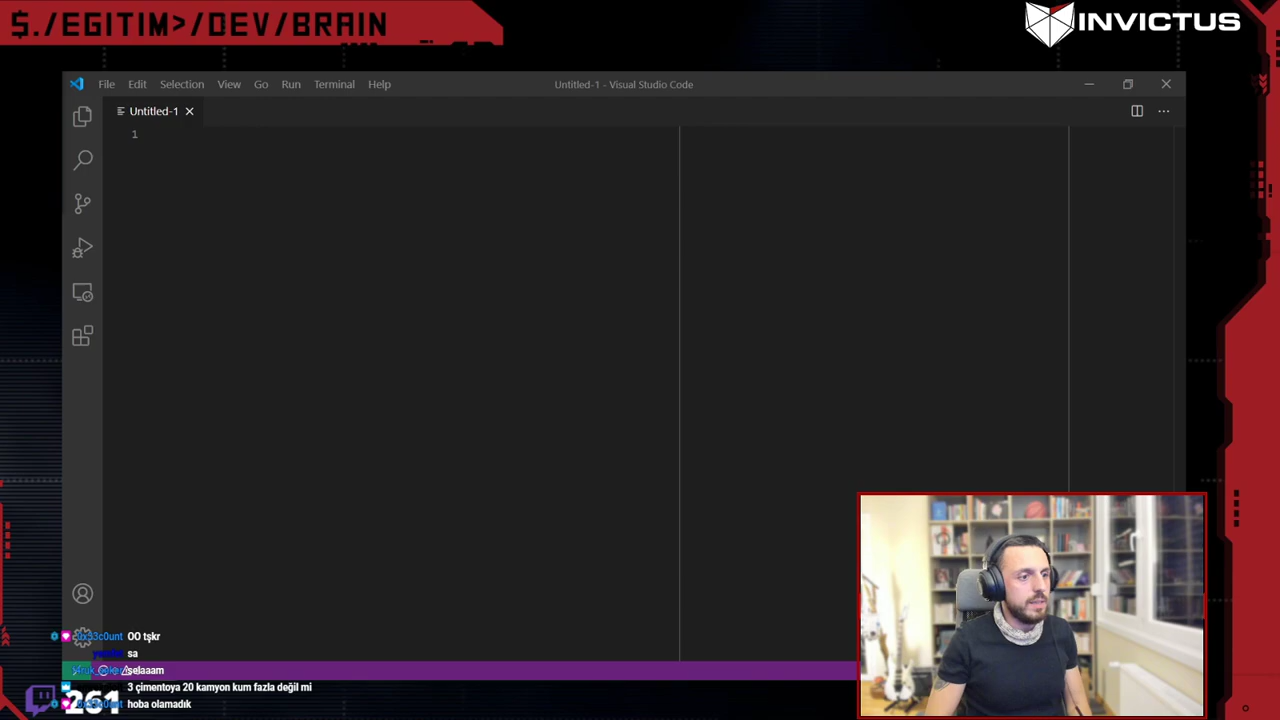 $./EGITIM>/DEV/BRAIN
INVICTUS
File Edit Selection View Go Run Terminal Help
Untitled-1 - Visual Studio Code
Untitled-1
1
OO tşkr
sa
selaaam
3 çimentoya 20 kamyon kum fazla değil mi
261
hoba olamadık